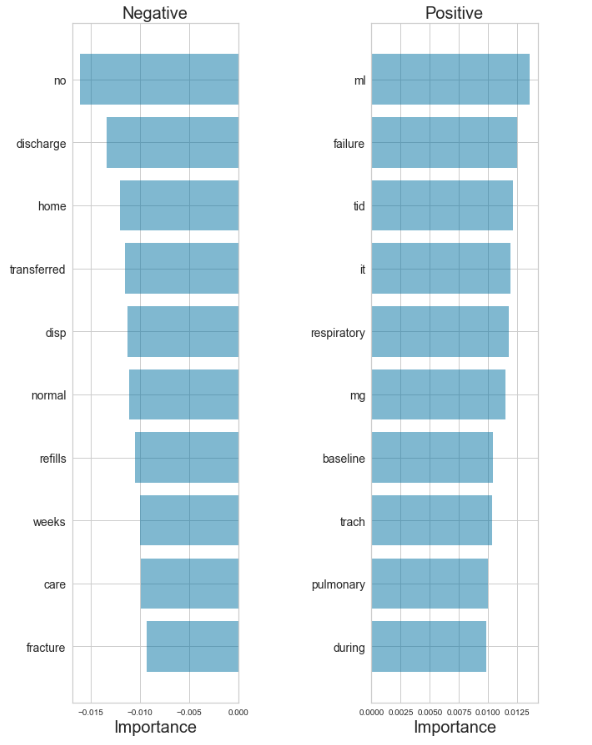 Negative
no
discharge
home
transferred
disp
normal
refills
weeks
care
fracture
−0.015 −0.010 −0.005 0.000
Importance
Positive
ml
failure
tid
it
respiratory
mg
baseline
trach
pulmonary
during
0.0000 0.0025 0.0050 0.0075 0.0100 0.0125
Importance